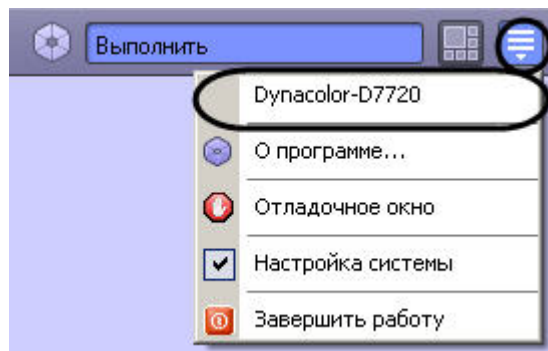 Выполнить
Dynacolor-D7720
О программе...
Отладочное окно
Настройка системы
Завершить работу